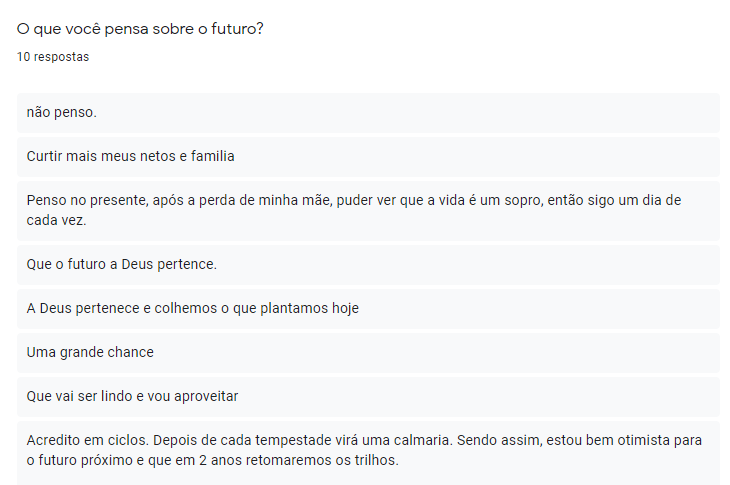 O que você pensa sobre o futuro?
10 respostas
não penso.
Curtir mais meus netos e familia
Penso no presente, após a perda de minha mãe, puder ver que a vida é um sopro, então sigo um dia de
cada vez.
Que o futuro a Deus pertence.
A Deus pertenece e colhemos o que plantamos hoje
Uma grande chance
Que vai ser lindo e vou aproveitar
Acredito em ciclos. Depois de cada tempestade virá uma calmaria. Sendo assim, estou bem otimista para
o futuro próximo e que em 2 anos retomaremos os trilhos.